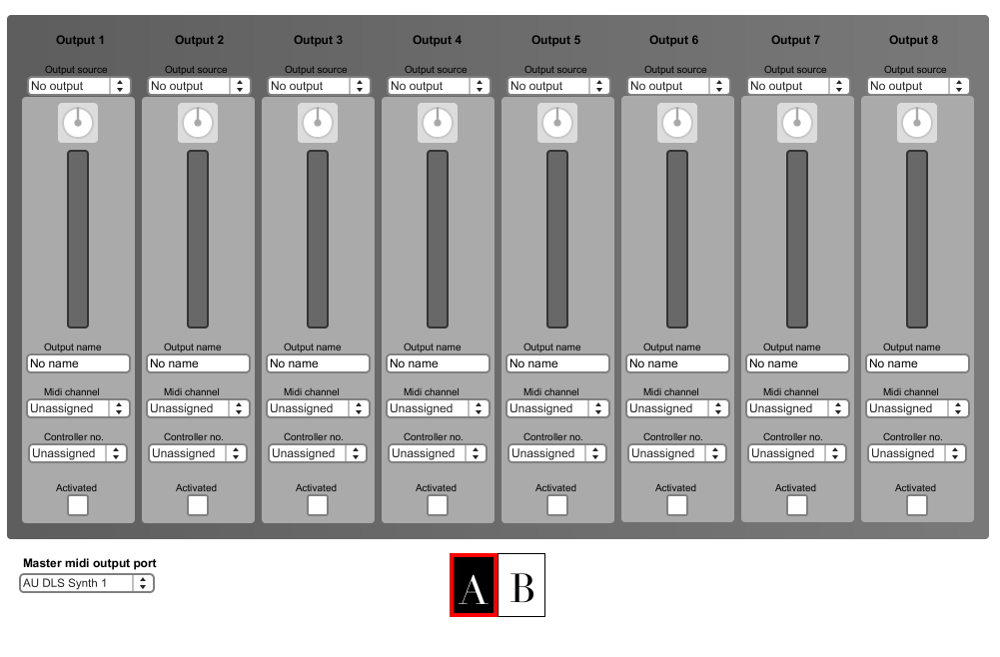 Output 1 Output 2 Output 3 Output 4 Output 5 Output 6 Output 7 Output 8
Output source Output source Output source Output source Output source Output source Output source Output source
No output No output No output No output No output No output No output No output
Output name Output name Output name Output name Output name Output name Output name Output name
No name No name No name No name No name No name No name No name
Midi channel Midi channel Midi channel Midi channel Midi channel Midi channel Midi channel Midi channel
Unassigned Unassigned Unassigned Unassigned Unassigned Unassigned Unassigned Unassigned
Controller no. Controller no. Controller no. Controller no. Controller no. Controller no. Controller no. Controller no.
Unassigned Unassigned Unassigned Unassigned Unassigned Unassigned Unassigned Unassigned
Activated Activated Activated Activated Activated Activated Activated Activated
Master midi output port
AU DLS Synth 1
A B